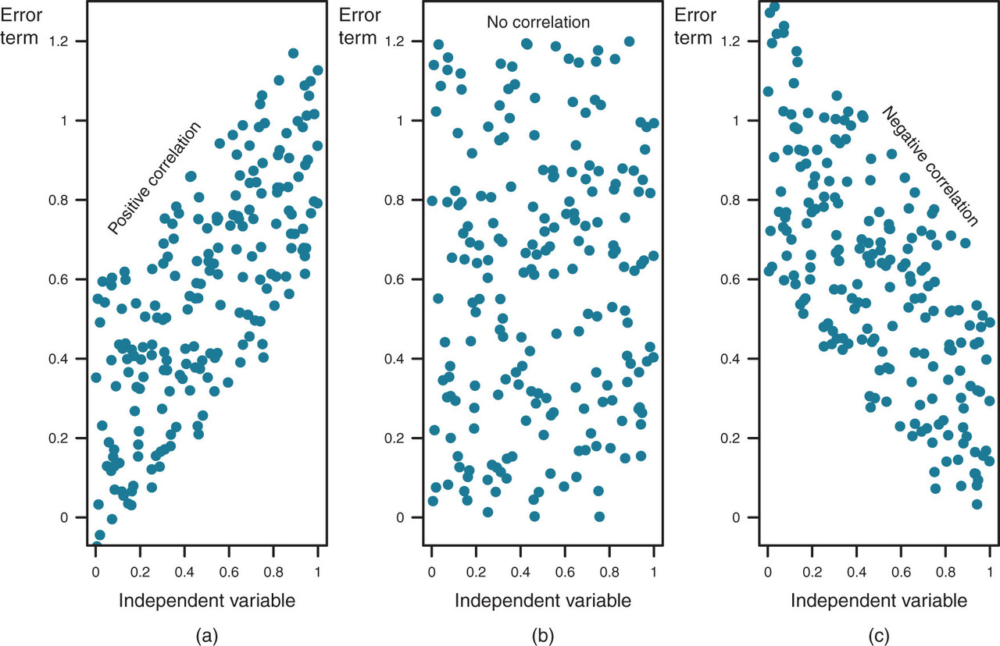 Error
term
1.2
1
0.8
0.6
0.4
0.2
0
Positive correlation
0 0.2 0.4 0.6 0.8 1
Independent variable
(a)
Error
term
1.2
1
0.8
0.6
0.4
0.2
0
No correlation
0 0.2 0.4 0.6 0.8 1
Independent variable
(b)
Error
term
1.2
1
0.8
0.6
0.4
0.2
0
Negative correlation
0 0.2 0.4 0.6 0.8 1
Independent variable
(c)